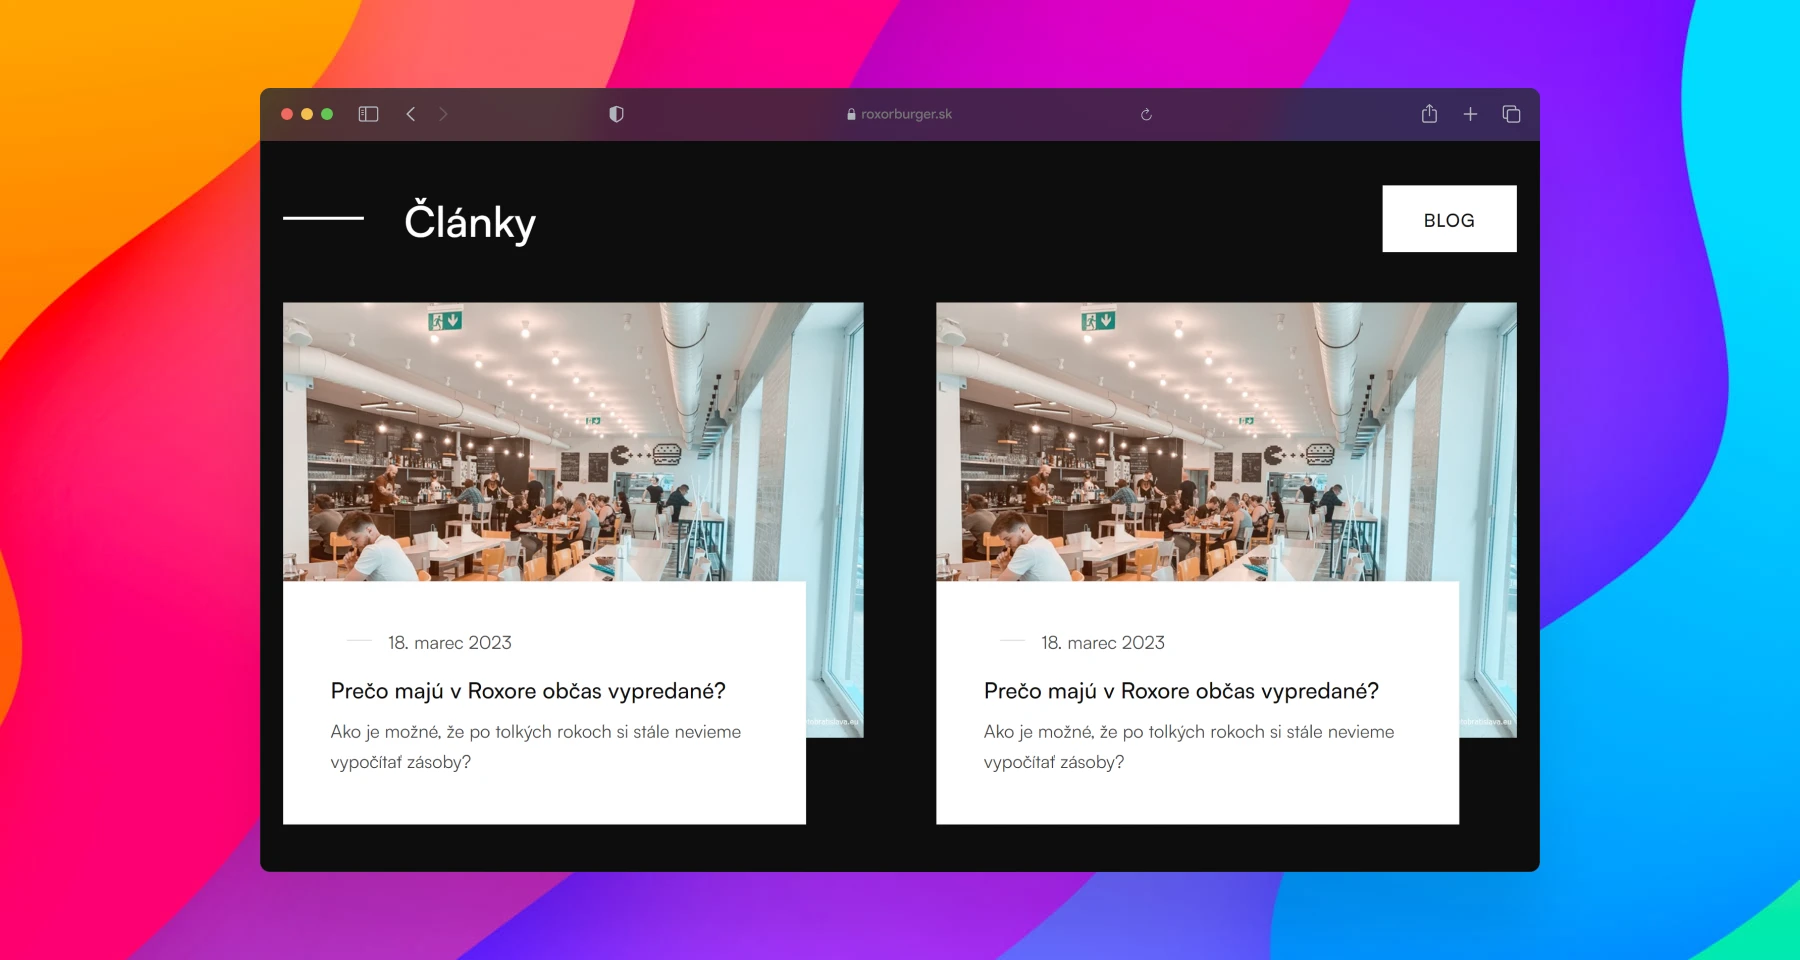 roxorburger.sk
Články
BLOG
18. marec 2023
Prečo majú v Roxore občas vypredané?
Ako je možné, že po tolkých rokoch si stále nevieme
vypočítať zásoby?
18. marec 2023
Prečo majú v Roxore občas vypredané?
Ako je možné, že po tolkých rokoch si stále nevieme
vypočítať zásoby?